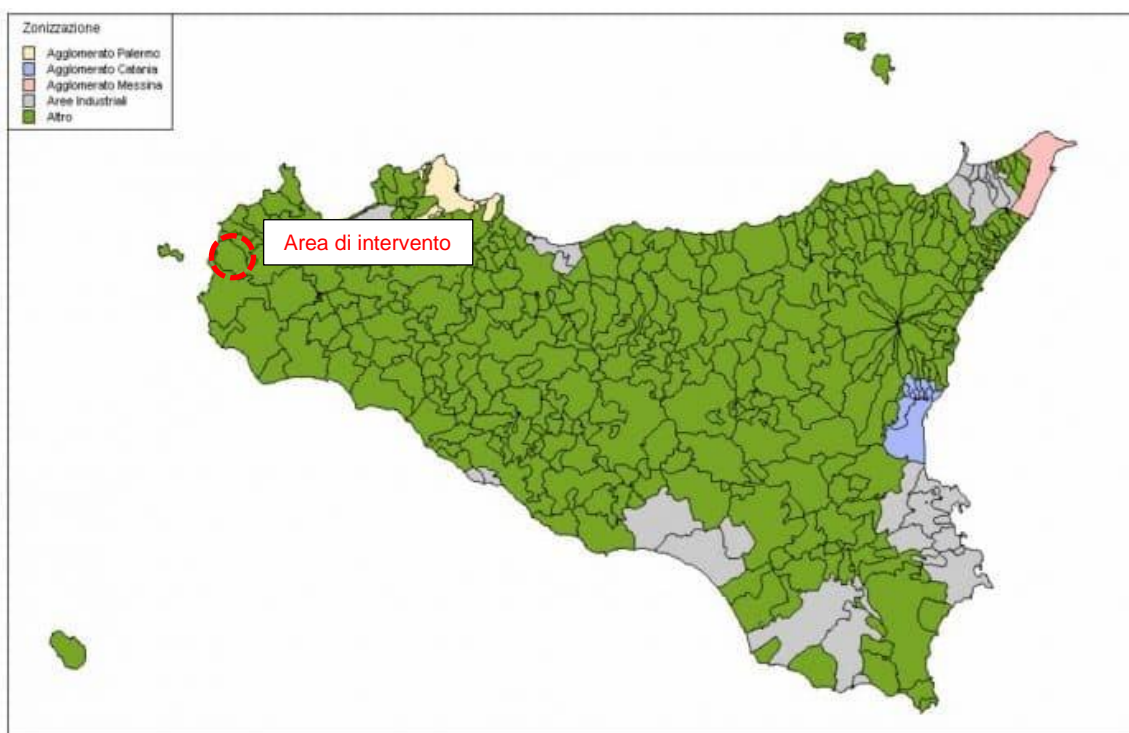 Zonizzazione
Agglomerato Palermo
Agglomerato Catania
Agglomerato Messina
Aree Industriali
Altro
Area di intervento